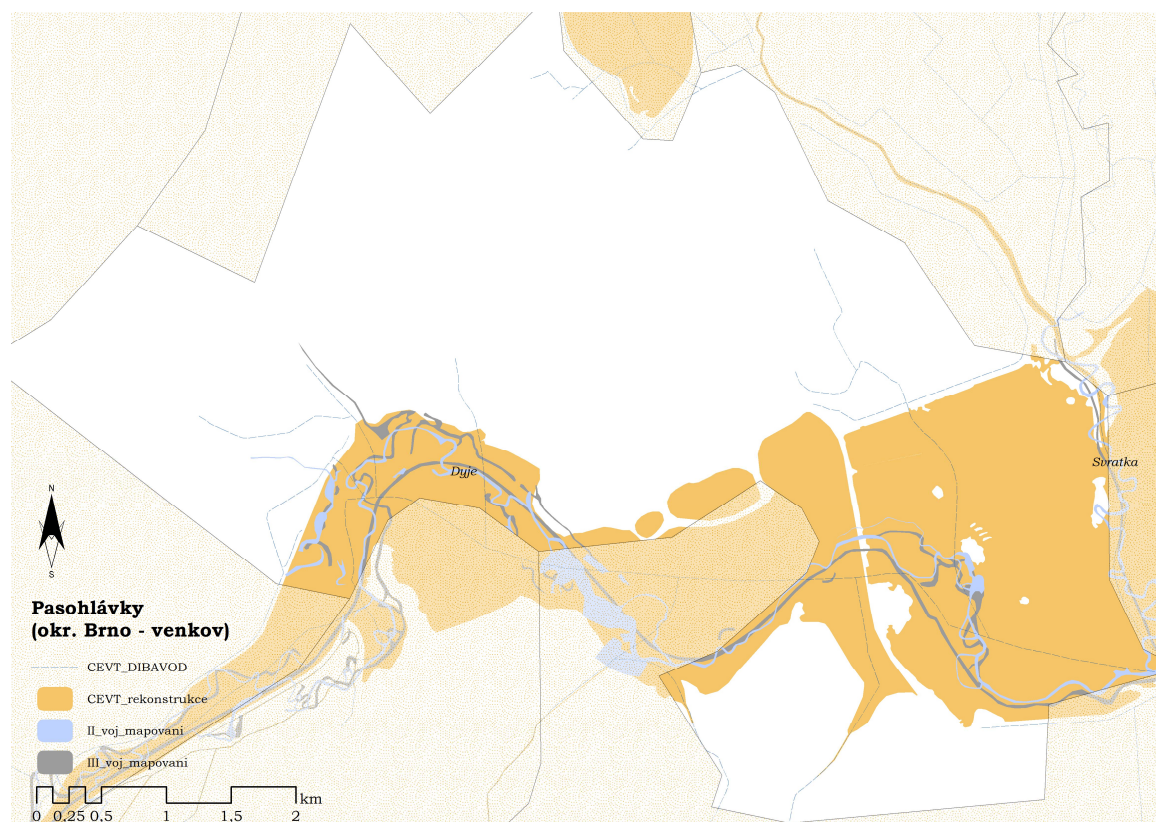 Dyje
Svratka
N
S
Pasohlávky
(okr. Brno - venkov)
CEVT_DIBAVOD
CEVT_rekonstrukce
II_voj_mapovani
III_voj_mapovani
km
0 0,25 0,5 1 1,5 2